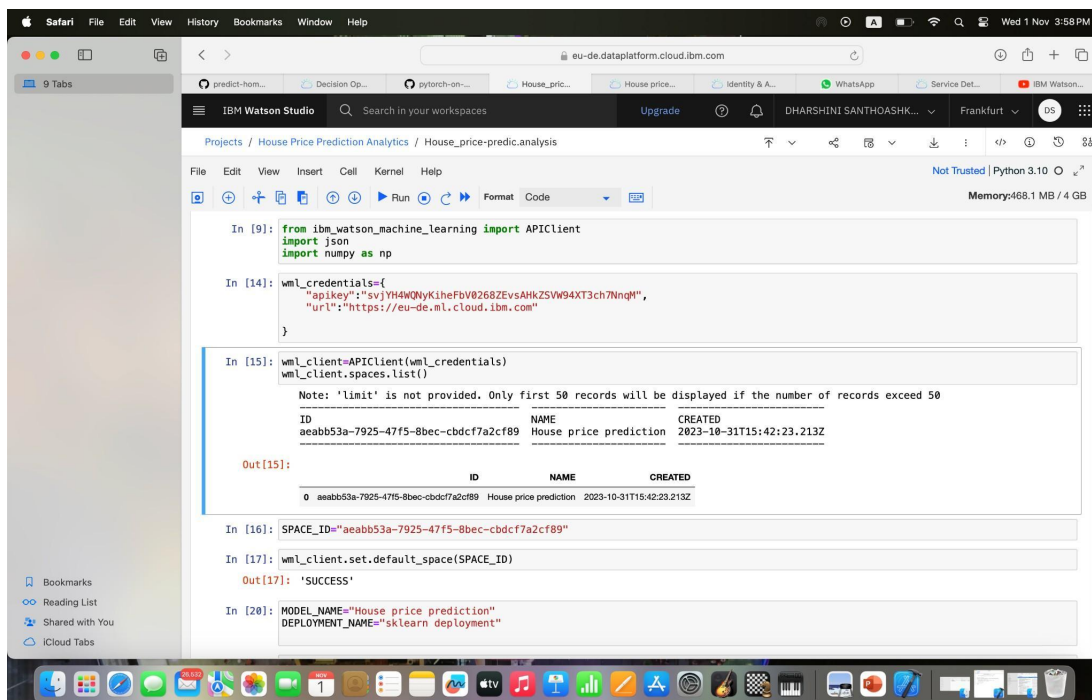 Safari File Edit View History Bookmarks Window Help A Wed 1 Nov 3:58 PM
eu-de.dataplatform.cloud.ibm.com
9 Tabs
predict-hom... Decision Op... pytorch-on-... House_pric... House price... Identity & A... WhatsApp Service Det... IBM Watson...
IBM Watson Studio Search in your workspaces Upgrade DHARSHINI SANTHOASHK... Frankfurt DS
Projects / House Price Prediction Analytics / House_price-predic.analysis
File Edit View Insert Cell Kernel Help Not Trusted | Python 3.10
Run Format Code Memory:468.1 MB / 4 GB
In [9]: from ibm_watson_machine_learning import APIClient
import json
import numpy as np
In [14]: wml_credentials={
"apikey":"svjYH4WQNyKiheFbV0268ZEvsAHkZSVW94XT3ch7NnqM",
"url":"https://eu-de.ml.cloud.ibm.com"
}
In [15]: wml_client=APIClient(wml_credentials)
wml_client.spaces.list()
Note: 'limit' is not provided. Only first 50 records will be displayed if the number of records exceed 50
ID NAME CREATED
aeabb53a-7925-47f5-8bec-cbdcf7a2cf89 House price prediction 2023-10-31T15:42:23.213Z
Out[15]:
ID NAME CREATED
0 aeabb53a-7925-47f5-8bec-cbdcf7a2cf89 House price prediction 2023-10-31T15:42:23.213Z
In [16]: SPACE_ID="aeabb53a-7925-47f5-8bec-cbdcf7a2cf89"
In [17]: wml_client.set.default_space(SPACE_ID)
Out[17]: 'SUCCESS'
In [20]: MODEL_NAME="House price prediction"
DEPLOYMENT_NAME="sklearn deployment"
Bookmarks
Reading List
Shared with You
iCloud Tabs
26,632
NOV
1
tv